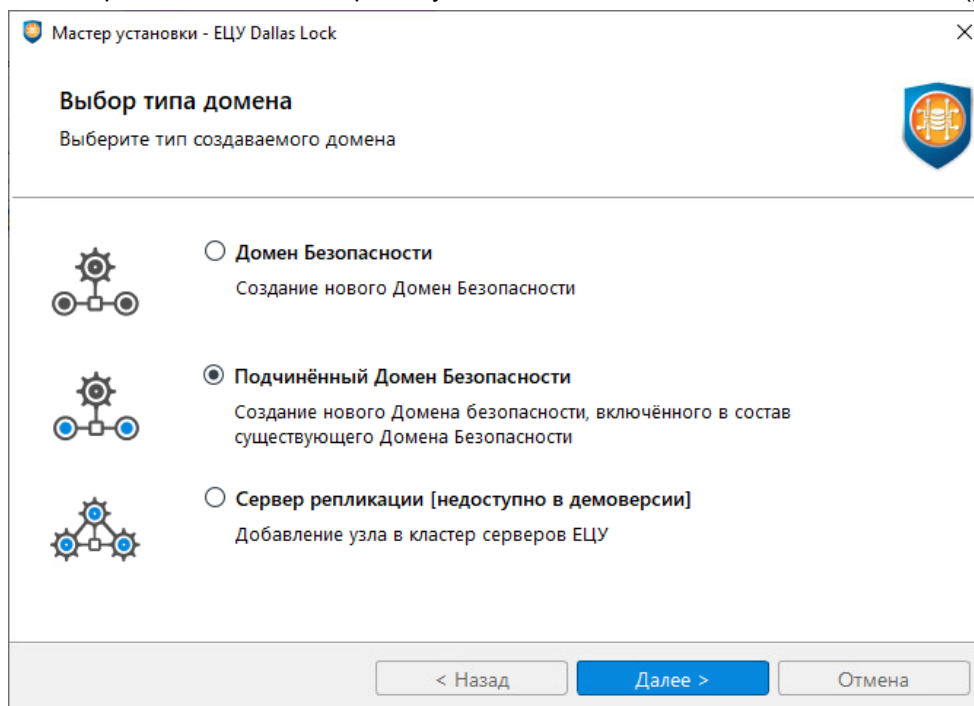 Мастер установки - ЕЦУ Dallas Lock
Выбор типа домена
Выберите тип создаваемого домена
Домен Безопасности
Создание нового Домен Безопасности
Подчинённый Домен Безопасности
Создание нового Домена безопасности, включённого в состав
существующего Домена Безопасности
Сервер репликации [недоступно в демоверсии]
Добавление узла в кластер серверов ЕЦУ
< Назад
Далее >
Отмена